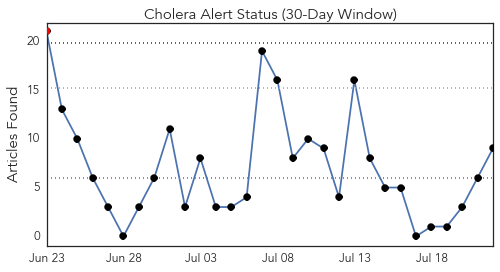 Cholera Alert Status (30-Day Window)
Articles Found
20
15
10
5
0
Jun 23 Jun 28 Jul 03 Jul 08 Jul 13 Jul 18